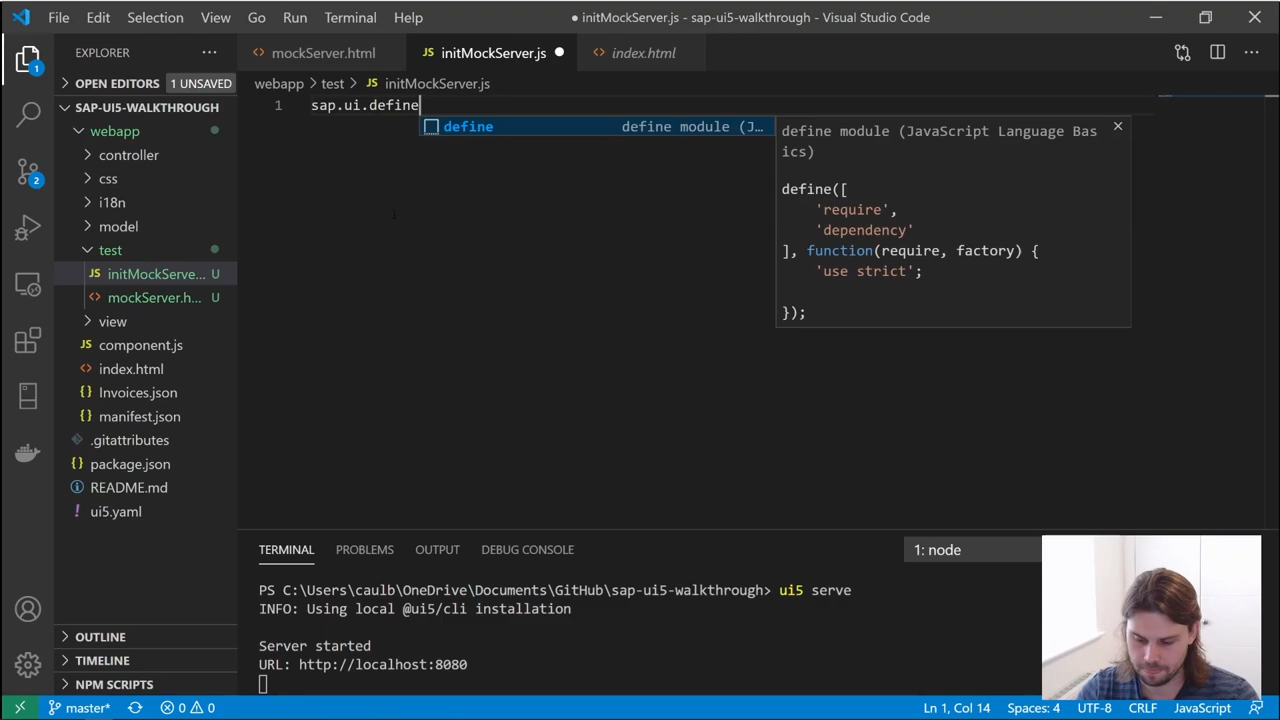 File Edit Selection View Go Run Terminal Help
● initMockServer.js - sap-ui5-walkthrough - Visual Studio Code
EXPLORER
OPEN EDITORS 1 UNSAVED
SAP-UI5-WALKTHROUGH
webapp
controller
css
i18n
model
test
JS initMockServe... U
<> mockServer.h... U
view
JS component.js
<> index.html
{} Invoices.json
{} manifest.json
.gitattributes
{} package.json
README.md
! ui5.yaml
OUTLINE
TIMELINE
NPM SCRIPTS
1
2
<> mockServer.html
JS initMockServer.js ●
<> index.html
webapp > test > JS initMockServer.js
1 sap.ui.define
define define module (J...
define module (JavaScript Language Bas
ics)
define([
'require',
'dependency'
], function(require, factory) {
'use strict';
});
TERMINAL PROBLEMS OUTPUT DEBUG CONSOLE
1: node
PS C:\Users\caulb\OneDrive\Documents\GitHub\sap-ui5-walkthrough> ui5 serve
INFO: Using local @ui5/cli installation
Server started
URL: http://localhost:8080
master* 0 0
Ln 1, Col 14 Spaces: 4 UTF-8 CRLF JavaScript